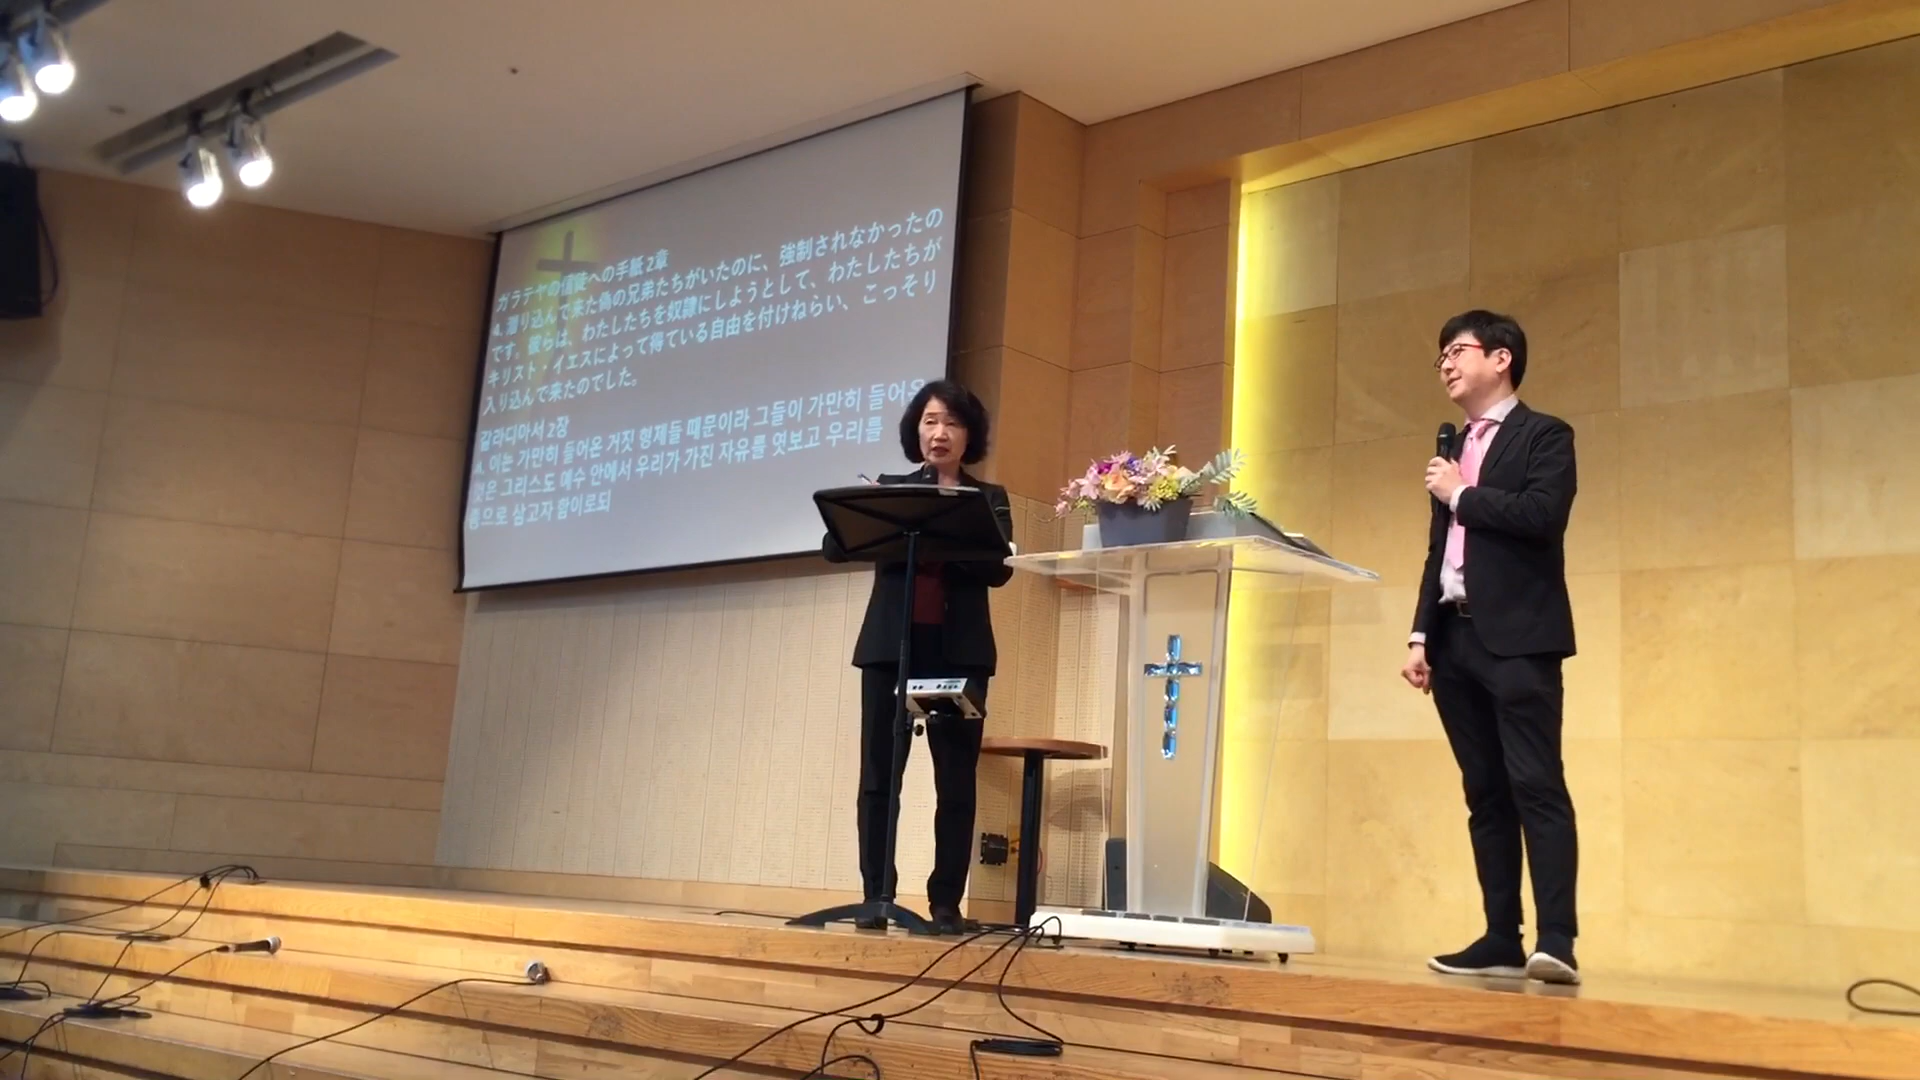 ガラテヤの信徒への手紙 2章
4. 潜り込んで来た偽の兄弟たちがいたのに、強制されなかったの
です。彼らは、わたしたちを奴隷にしようとして、わたしたちが
キリスト・イエスによって得ている自由を付けねらい、こっそり
入り込んで来たのでした。
갈라디아서 2장
4. 이는 가만히 들어온 거짓 형제들 때문이라 그들이 가만히 들어온
것은 그리스도 예수 안에서 우리가 가진 자유를 엿보고 우리를
종으로 삼고자 함이로되